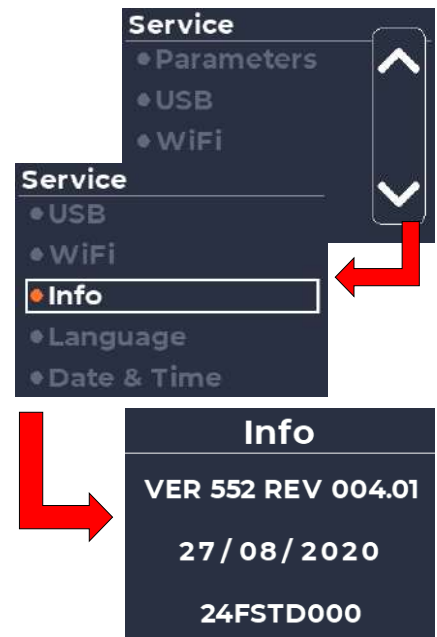 Service
Parameters
USB
WiFi
Service
USB
WiFi
Info
Language
Date & Time
Info
VER 552 REV 004.01
27/08/2020
24FSTD000